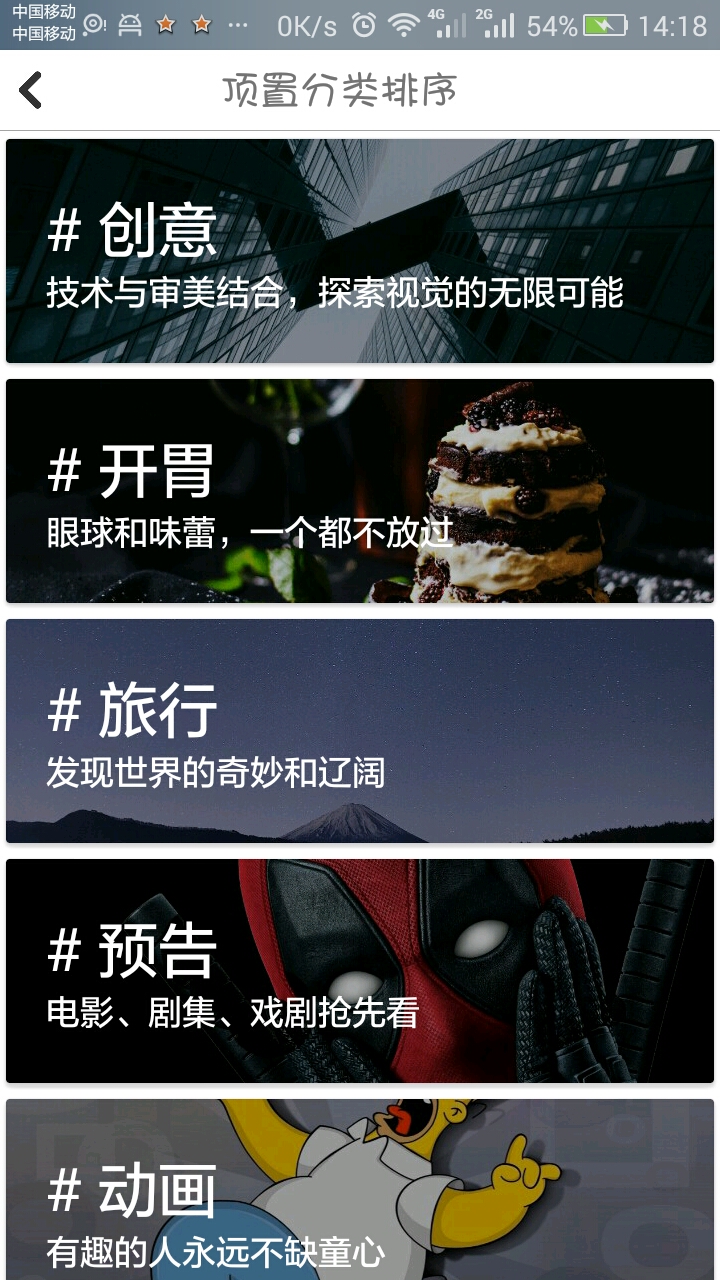 中国移动
中国移动
0K/s
4G
2G
54%
14:18
顶置分类排序
# 创意
技术与审美结合，探索视觉的无限可能
# 开胃
眼球和味蕾，一个都不放过
# 旅行
发现世界的奇妙和辽阔
# 预告
电影、剧集、戏剧抢先看
# 动画
有趣的人永远不缺童心